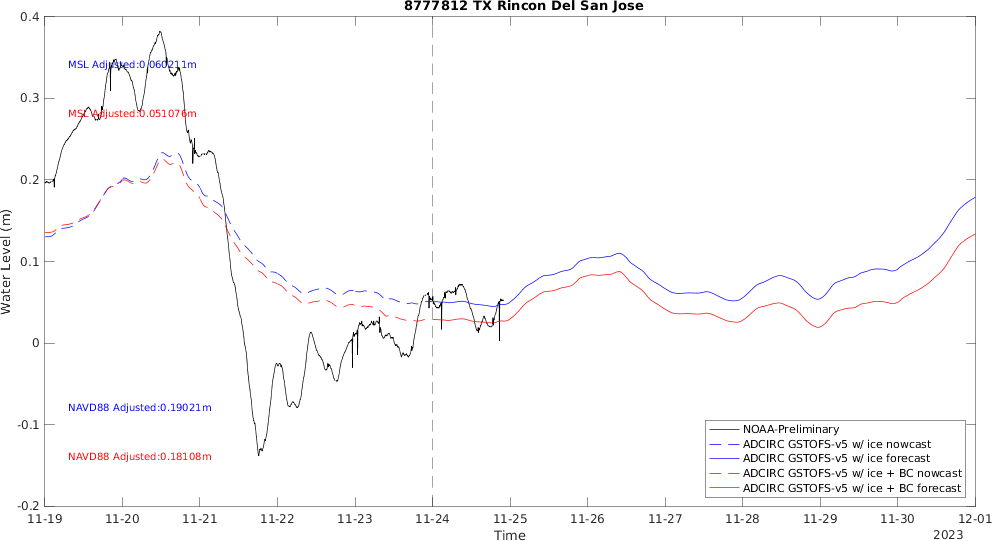 8777812 TX Rincon Del San Jose
0.4
0.3
0.2
0.1
0
-0.1
-0.2
Water Level (m)
MSL Adjusted:0.060211m
MSL Adjusted:0.051076m
NAVD88 Adjusted:0.19021m
NAVD88 Adjusted:0.18108m
NOAA-Preliminary
ADCIRC GSTOFS-v5 w/ ice nowcast
ADCIRC GSTOFS-v5 w/ ice forecast
ADCIRC GSTOFS-v5 w/ ice + BC nowcast
ADCIRC GSTOFS-v5 w/ ice + BC forecast
11-19 11-20 11-21 11-22 11-23 11-24 11-25 11-26 11-27 11-28 11-29 11-30 12-01
Time
2023